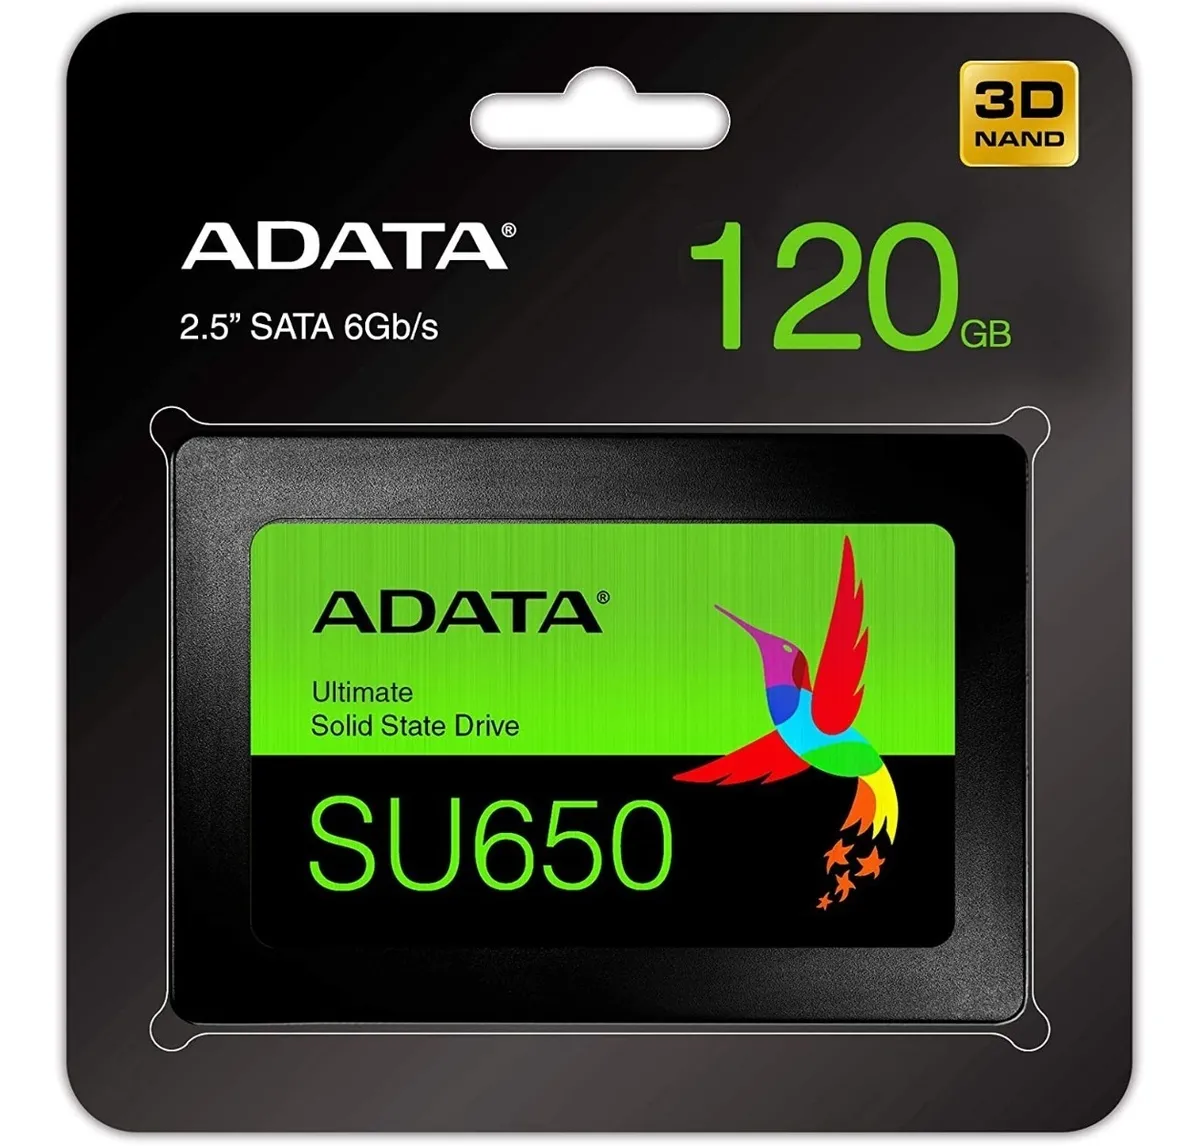 3D
NAND
ADATA®
120GB
2.5” SATA 6Gb/s
ADATA®
Ultimate
Solid State Drive
SU650